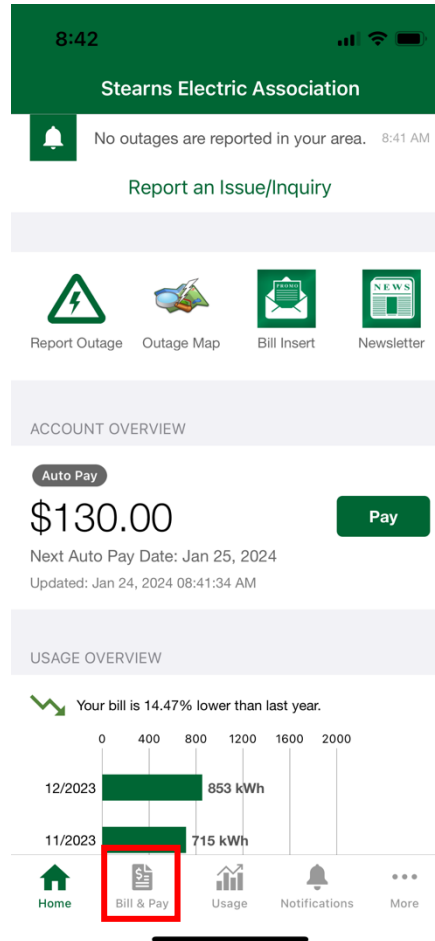 8:42
Stearns Electric Association
No outages are reported in your area. 8:41 AM
Report an Issue/Inquiry
PROMO
NEWS
Report Outage Outage Map Bill Insert Newsletter
ACCOUNT OVERVIEW
Auto Pay
$130.00
Pay
Next Auto Pay Date: Jan 25, 2024
Updated: Jan 24, 2024 08:41:34 AM
USAGE OVERVIEW
Your bill is 14.47% lower than last year.
0 400 800 1200 1600 2000
12/2023 853 kWh
11/2023 715 kWh
Home Bill & Pay Usage Notifications More